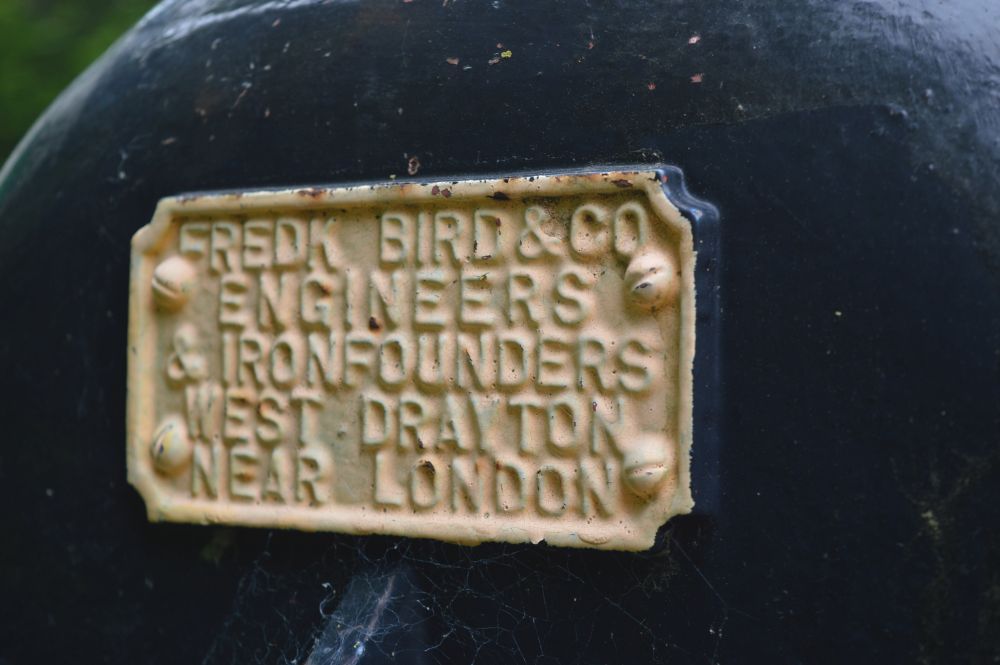 FREDK BIRD & CO
ENGINEERS
& IRONFOUNDERS
WEST DRAYTON
NEAR LONDON